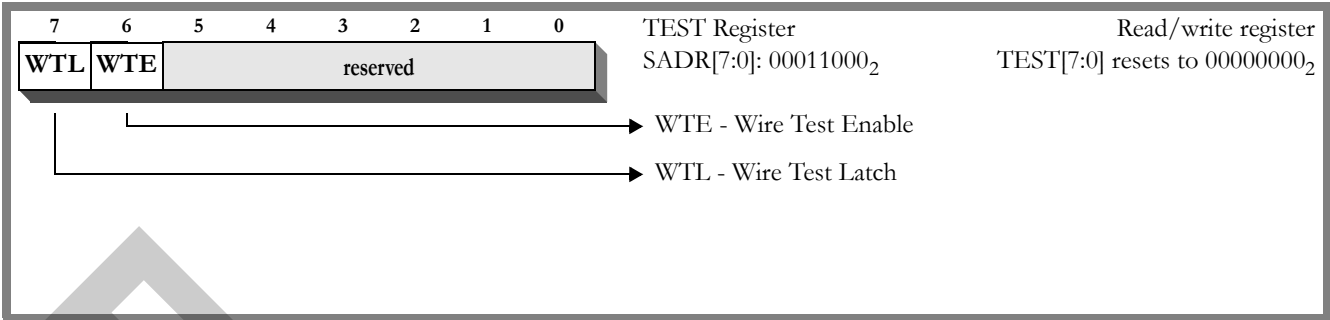 7 6 5 4 3 2 1 0 TEST Register Read/write register
WTL WTE reserved SADR[7:0]: 00011000₂ TEST[7:0] resets to 00000000₂
WTE - Wire Test Enable
WTL - Wire Test Latch